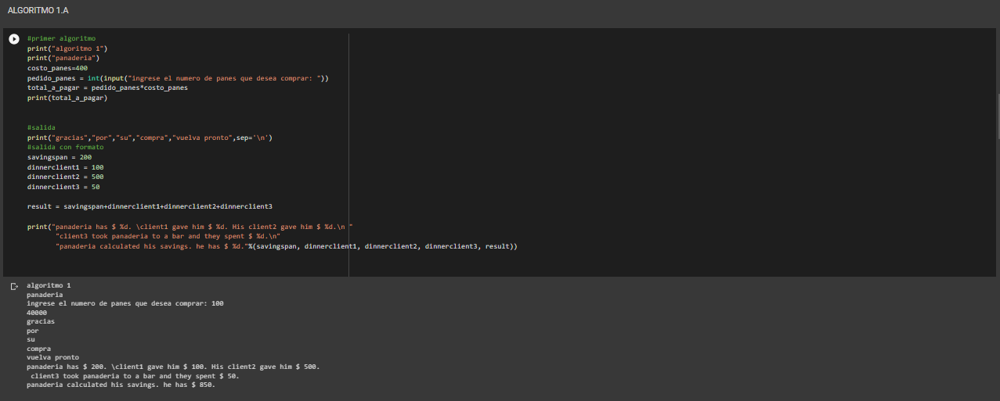 ALGORITMO 1.A
#primer algoritmo
print("algoritmo 1")
print("panaderia")
costo_panes=400
pedido_panes = int(input("ingrese el numero de panes que desea comprar: "))
total_a_pagar = pedido_panes*costo_panes
print(total_a_pagar)
#salida
print("gracias","por","su","compra","vuelva pronto",sep='\n')
#salida con formato
savingspan = 200
dinnerclient1 = 100
dinnerclient2 = 500
dinnerclient3 = 50
result = savingspan+dinnerclient1+dinnerclient2+dinnerclient3
print("panaderia has $ %d. \client1 gave him $ %d. His client2 gave him $ %d.\n "
"client3 took panaderia to a bar and they spent $ %d.\n"
"panaderia calculated his savings. he has $ %d."%(savingspan, dinnerclient1, dinnerclient2, dinnerclient3, result))
algoritmo 1
panaderia
ingrese el numero de panes que desea comprar: 100
40000
gracias
por
su
compra
vuelva pronto
panaderia has $ 200. \client1 gave him $ 100. His client2 gave him $ 500.
client3 took panaderia to a bar and they spent $ 50.
panaderia calculated his savings. he has $ 850.